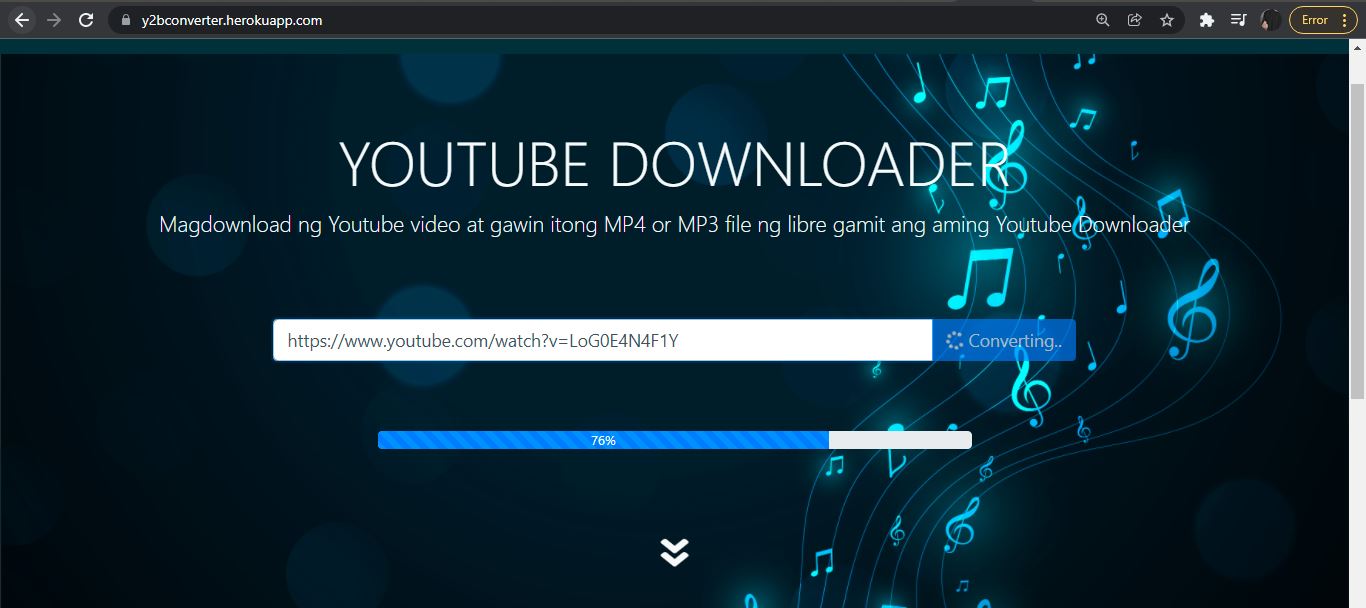 y2bconverter.herokuapp.com
Error
YOUTUBE DOWNLOADER
Magdownload ng Youtube video at gawin itong MP4 or MP3 file ng libre gamit ang aming Youtube Downloader
https://www.youtube.com/watch?v=LoG0E4N4F1Y
Converting..
76%